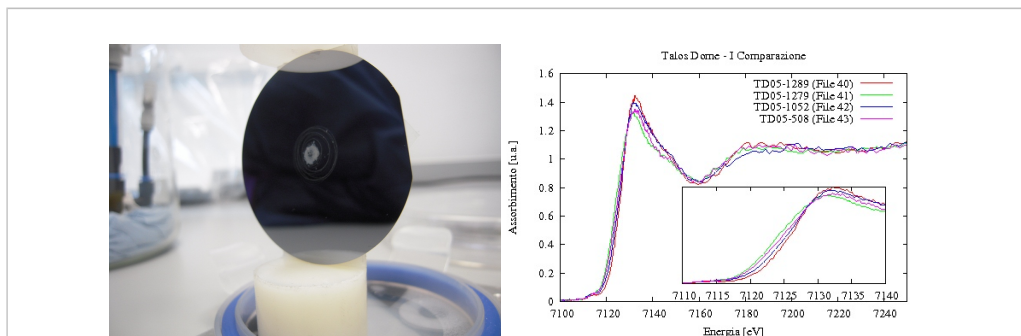 Talos Dome - I Comparazione
TD05-1289 (File 40)
TD05-1279 (File 41)
TD05-1052 (File 42)
TD05-508 (File 43)
Assorbimento [u.a.]
1.6
1.4
1.2
1
0.8
0.6
0.4
0.2
0
7110 7115 7120 7125 7130 7135 7140
7100 7120 7140 7160 7180 7200 7220 7240
Energia [eV]